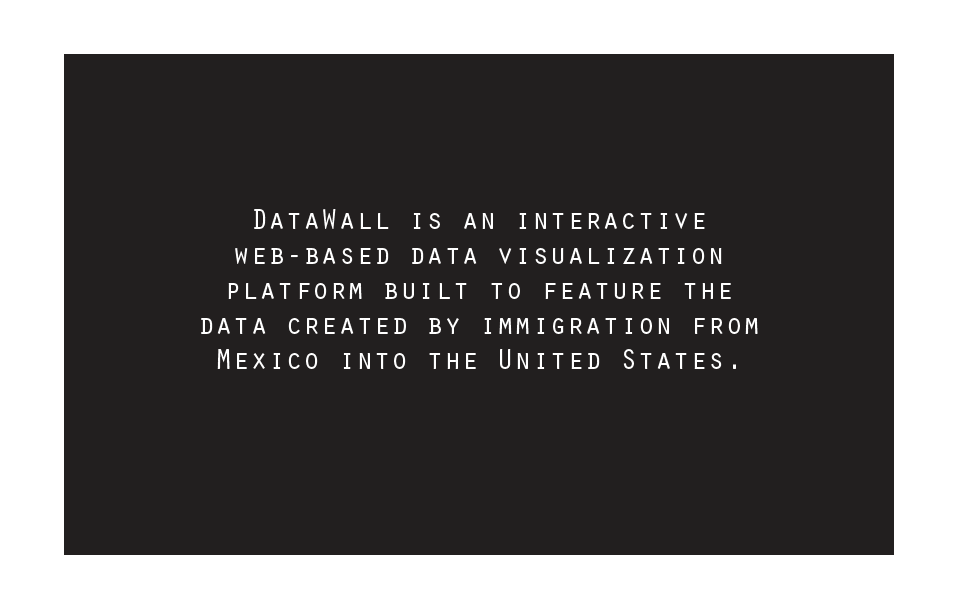 DataWall is an interactive
web-based data visualization
platform built to feature the
data created by immigration from
Mexico into the United States.